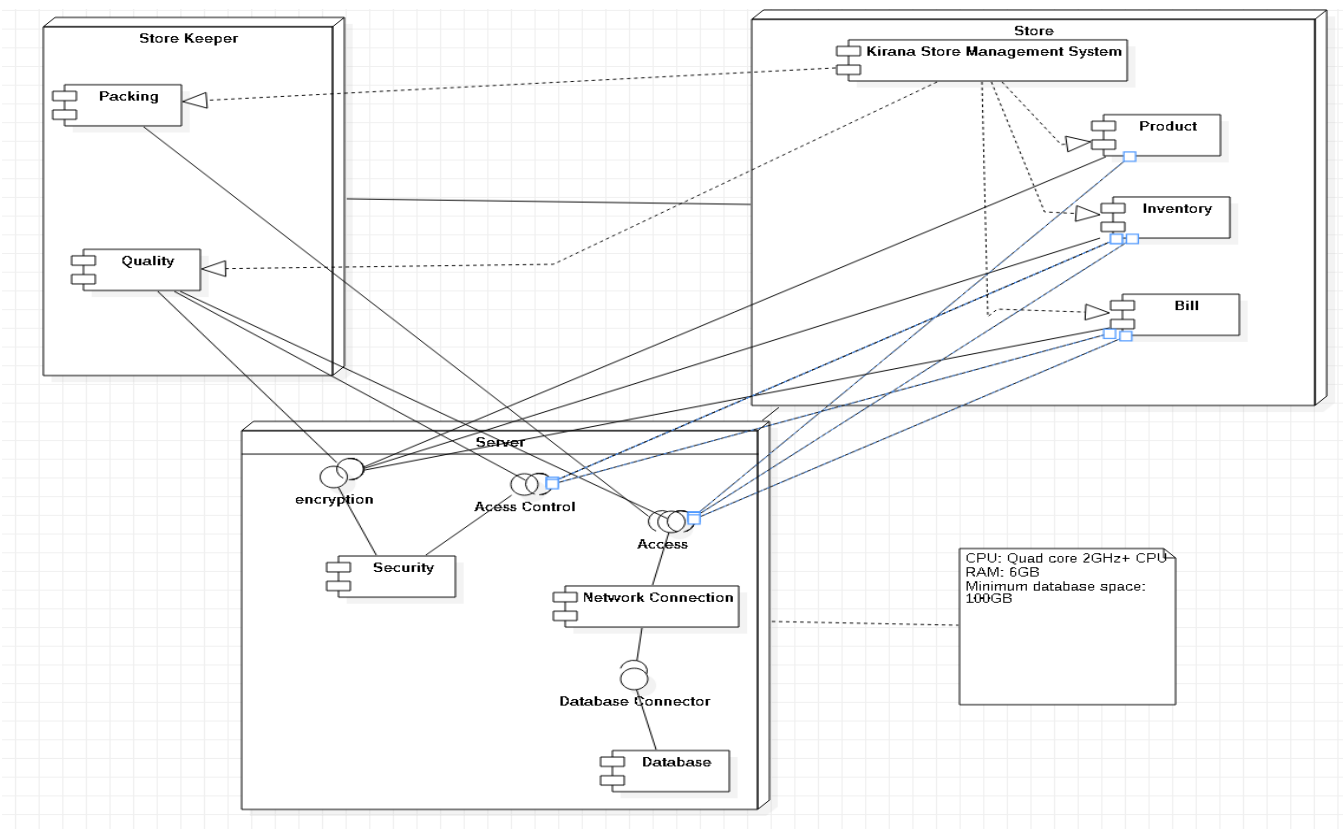 Store Keeper
Packing
Quality
Store
Kirana Store Management System
Product
Inventory
Bill
Server
encryption
Acess Control
Access
Security
Network Connection
Database Connector
Database
CPU: Quad core 2GHz+ CPU
RAM: 6GB
Minimum database space:
100GB